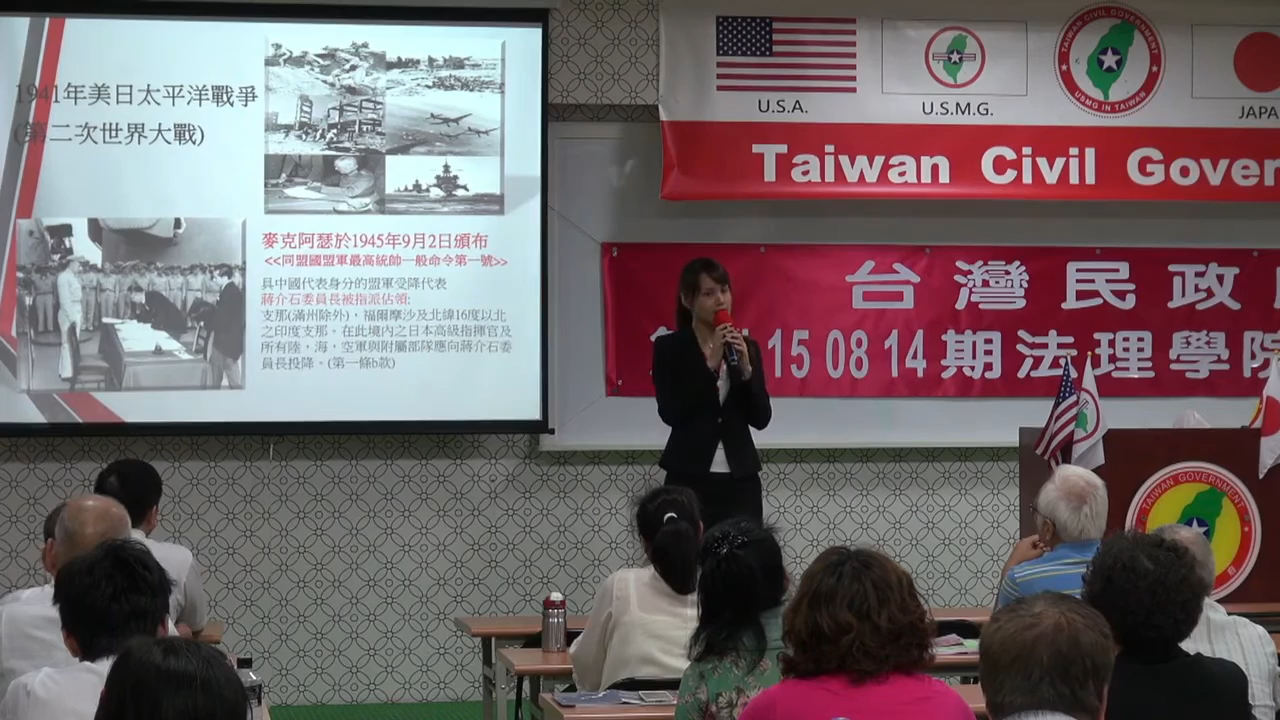 1941年美日太平洋戰爭
(第二次世界大戰)
麥克阿瑟於1945年9月2日頒布
<<同盟國盟軍最高統帥一般命令第一號>>
具中國代表身分的盟軍受降代表
蔣介石委員長被指派佔領:
支那(滿州除外)，福爾摩沙及北緯16度以北
之印度支那。在此境內之日本高級指揮官及
所有陸，海，空軍與附屬部隊應向蔣介石委
員長投降。(第一條b款)
U.S.A.
U.S.M.G.
TAIWAN CIVIL GOVERNMENT
USMG IN TAIWAN
JAPA
Taiwan Civil Gover
台灣民政
15 08 14期法理學院
TAIWAN GOVERNMENT